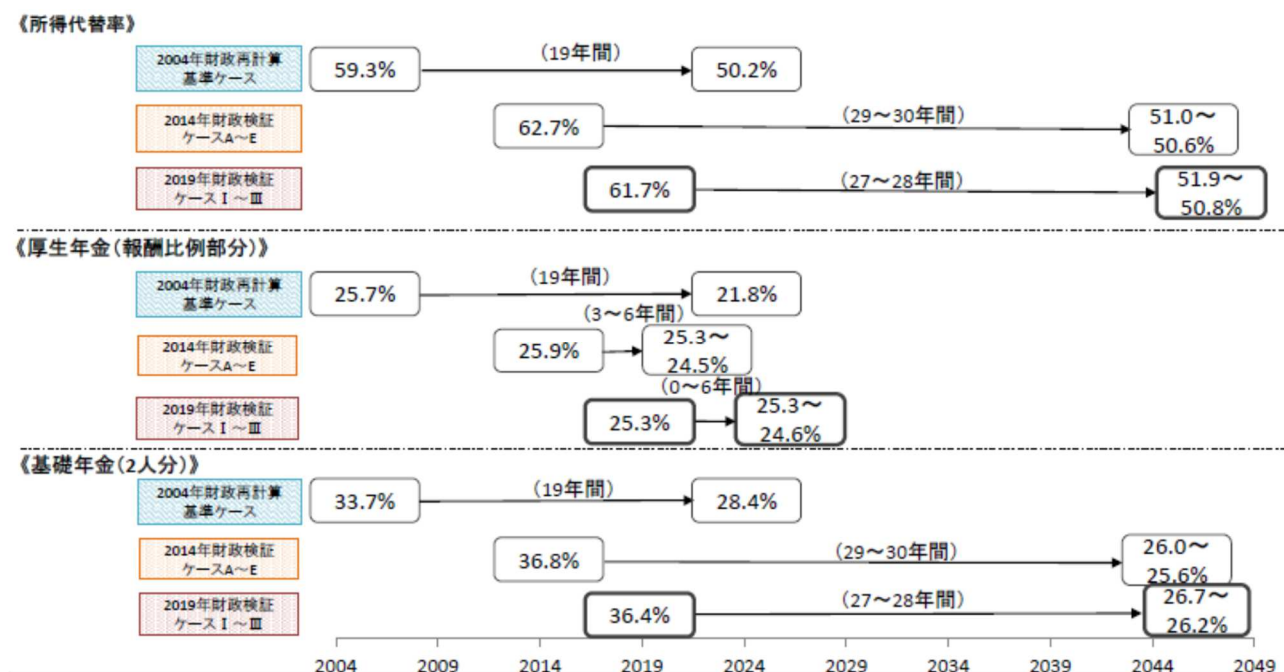 《所得代替率》
2004年財政再計算
基準ケース
59.3%
(19年間)
50.2%
2014年財政検証
ケースA～E
62.7%
(29～30年間)
51.0～
50.6%
2019年財政検証
ケースⅠ～Ⅲ
61.7%
(27～28年間)
51.9～
50.8%
《厚生年金(報酬比例部分)》
2004年財政再計算
基準ケース
25.7%
(19年間)
21.8%
2014年財政検証
ケースA～E
25.9%
(3～6年間)
25.3～
24.5%
2019年財政検証
ケースⅠ～Ⅲ
25.3%
(0～6年間)
25.3～
24.6%
《基礎年金(2人分)》
2004年財政再計算
基準ケース
33.7%
(19年間)
28.4%
2014年財政検証
ケースA～E
36.8%
(29～30年間)
26.0～
25.6%
2019年財政検証
ケースⅠ～Ⅲ
36.4%
(27～28年間)
26.7～
26.2%
2004 2009 2014 2019 2024 2029 2034 2039 2044 2049